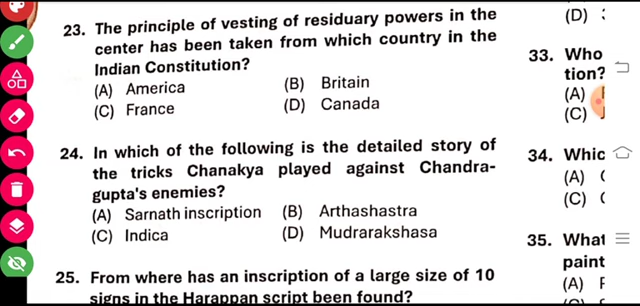 23. The principle of vesting of residuary powers in the
center has been taken from which country in the
Indian Constitution?
(A) America (B) Britain
(C) France (D) Canada
24. In which of the following is the detailed story of
the tricks Chanakya played against Chandra-
gupta's enemies?
(A) Sarnath inscription (B) Arthashastra
(C) Indica (D) Mudrarakshasa
25. From where has an inscription of a large size of 10
signs in the Harappan script been found?
(D)
33. Who
tion?
(A)
(C)
34. Whic
(A)
(C)
35. What
paint
(A)